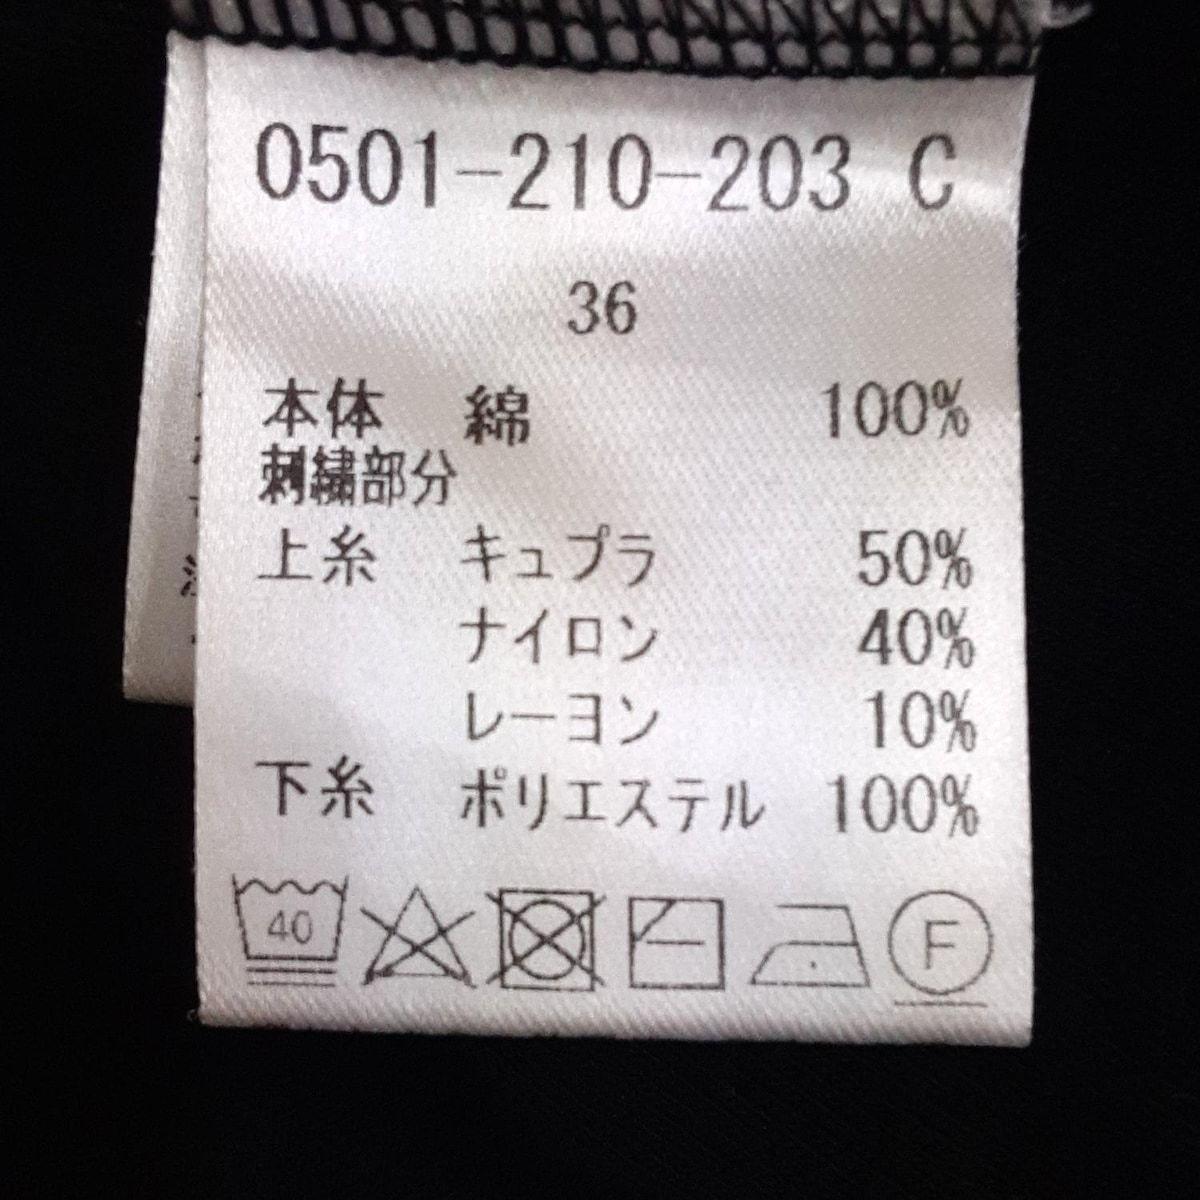 0501-210-203 C
36
本体 綿 100%
刺繍部分
上糸 キュプラ 50%
ナイロン 40%
レーヨン 10%
下糸 ポリエステル 100%
40 F